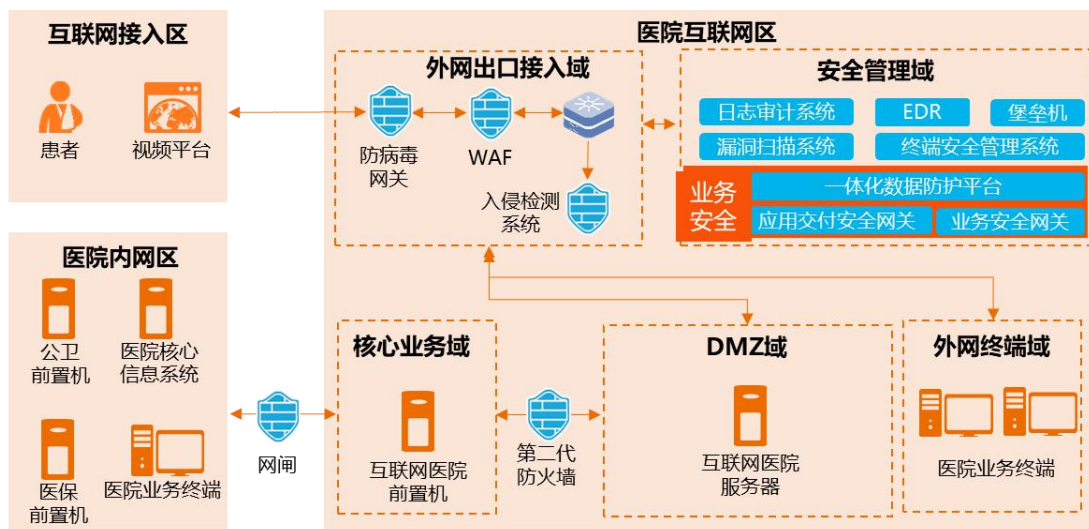 互联网接入区
患者
视频平台
医院互联网区
外网出口接入域
防病毒
网关
WAF
入侵检测
系统
安全管理域
日志审计系统
EDR
堡垒机
漏洞扫描系统
终端安全管理系统
业务
安全
一体化数据防护平台
应用交付安全网关
业务安全网关
医院内网区
公卫
前置机
医院核心
信息系统
医保
前置机
医院业务终端
网闸
核心业务域
互联网医院
前置机
第二代
防火墙
DMZ域
互联网医院
服务器
外网终端域
医院业务终端